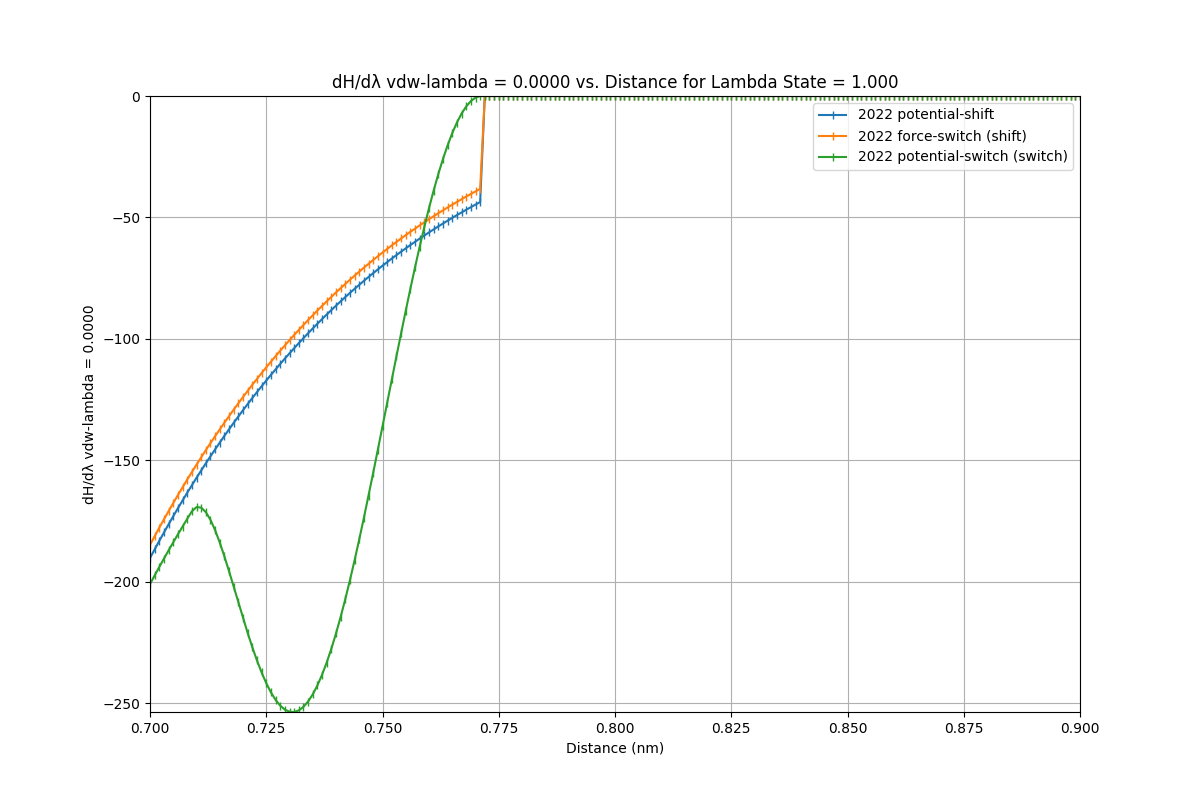 dH/dλ vdw-lambda = 0.0000 vs. Distance for Lambda State = 1.000
dH/dλ vdw-lambda = 0.0000
0
−50
−100
−150
−200
−250
2022 potential-shift
2022 force-switch (shift)
2022 potential-switch (switch)
0.700 0.725 0.750 0.775 0.800 0.825 0.850 0.875 0.900
Distance (nm)